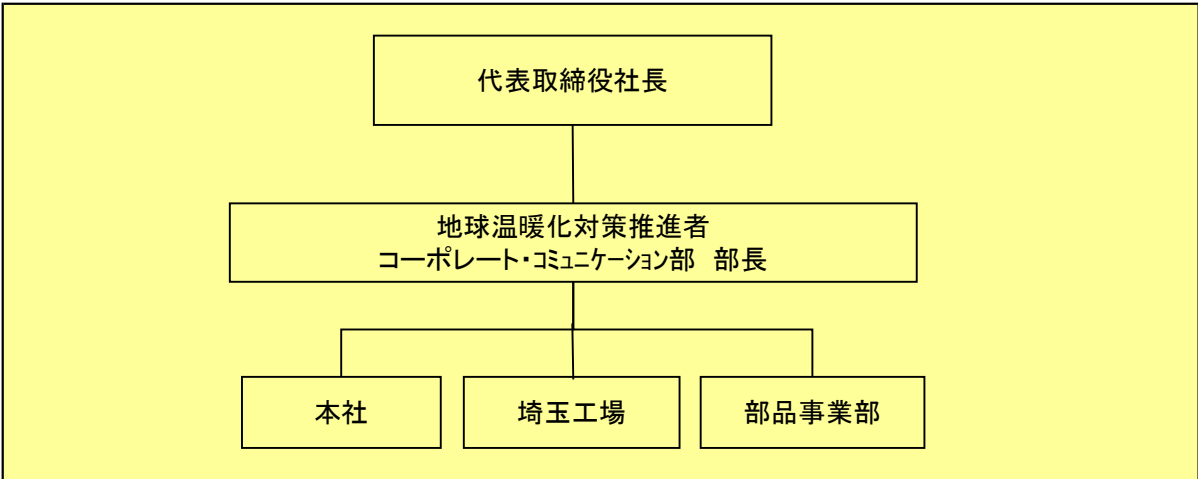 代表取締役社長
地球温暖化対策推進者
コーポレート・コミュニケーション部　部長
本社
埼玉工場
部品事業部